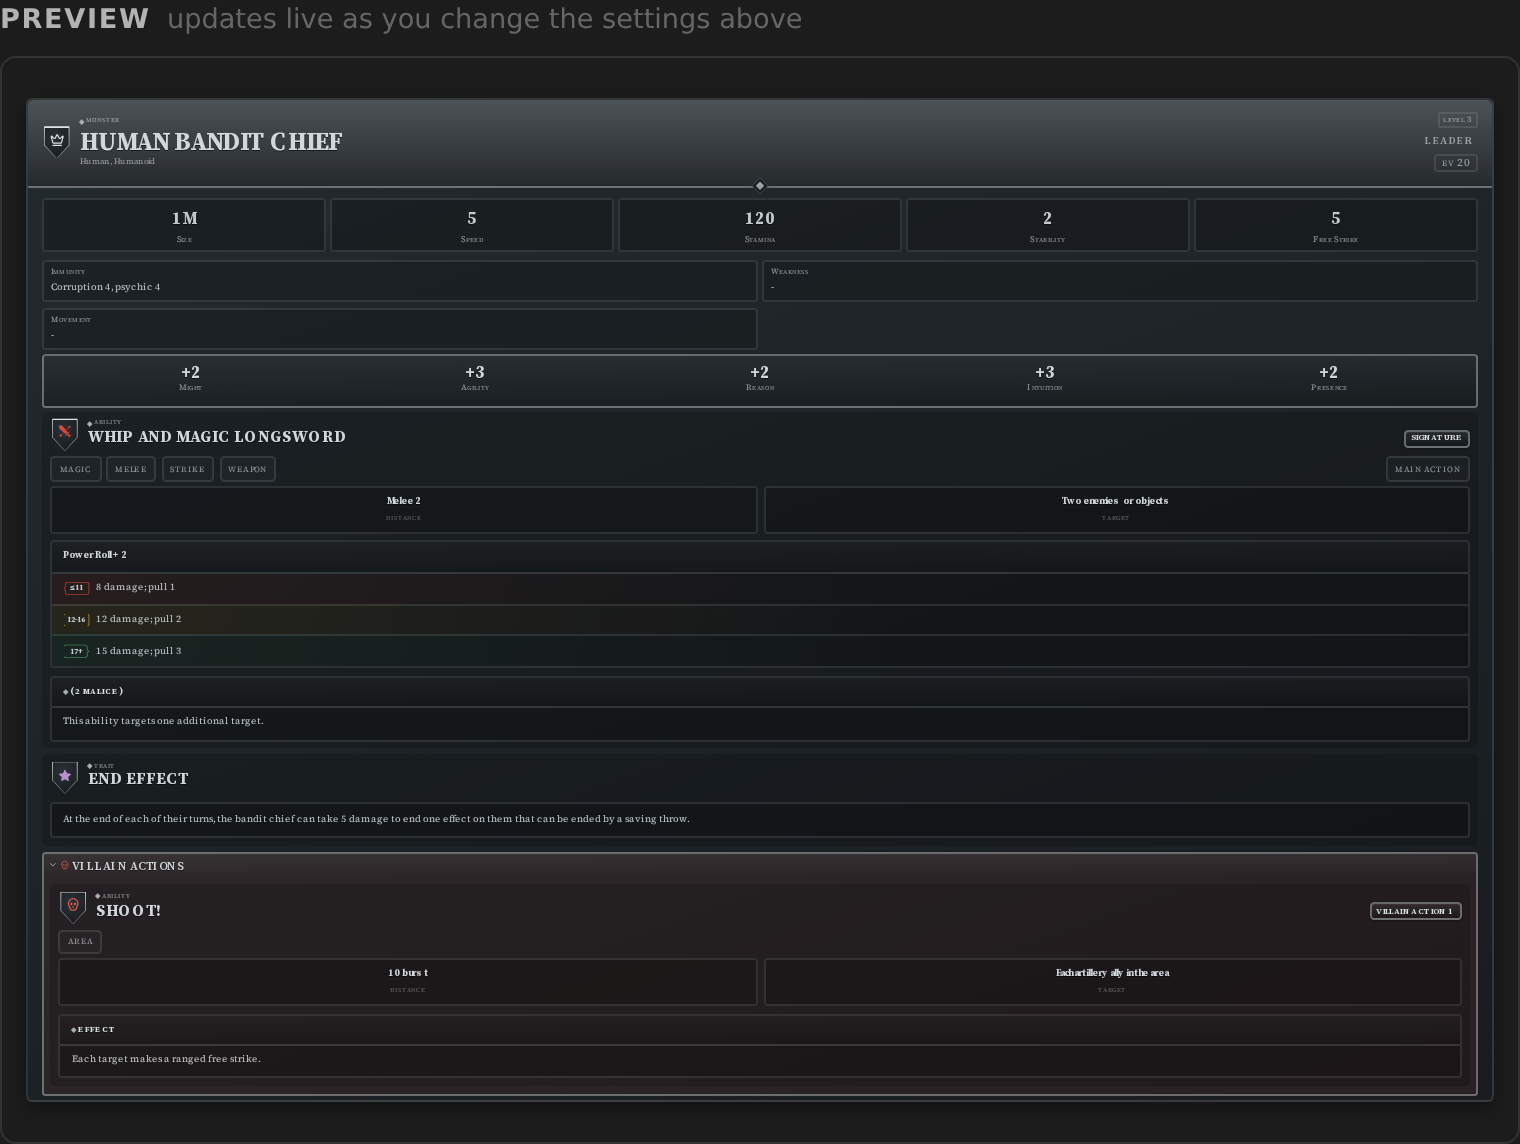 PREVIEW updates live as you change the settings above
MONSTER
HUMAN BANDIT CHIEF
Human, Humanoid
LEVEL 3
LEADER
EV 20
1M
Size
5
Speed
120
Stamina
2
Stability
5
Free Strike
Immunity
Corruption 4, psychic 4
Weakness
-
Movement
-
+2
Might
+3
Agility
+2
Reason
+3
Intuition
+2
Presence
ABILITY
WHIP AND MAGIC LONGSWORD
SIGNATURE
MAGIC MELEE STRIKE WEAPON
MAIN ACTION
Melee 2
DISTANCE
Two enemies or objects
TARGET
Power Roll + 2
≤11 8 damage; pull 1
12-16 12 damage; pull 2
17+ 15 damage; pull 3
(2 MALICE)
This ability targets one additional target.
TRAIT
END EFFECT
At the end of each of their turns, the bandit chief can take 5 damage to end one effect on them that can be ended by a saving throw.
VILLAIN ACTIONS
ABILITY
SHOOT!
VILLAIN ACTION 1
AREA
10 burst
DISTANCE
Each artillery ally in the area
TARGET
EFFECT
Each target makes a ranged free strike.